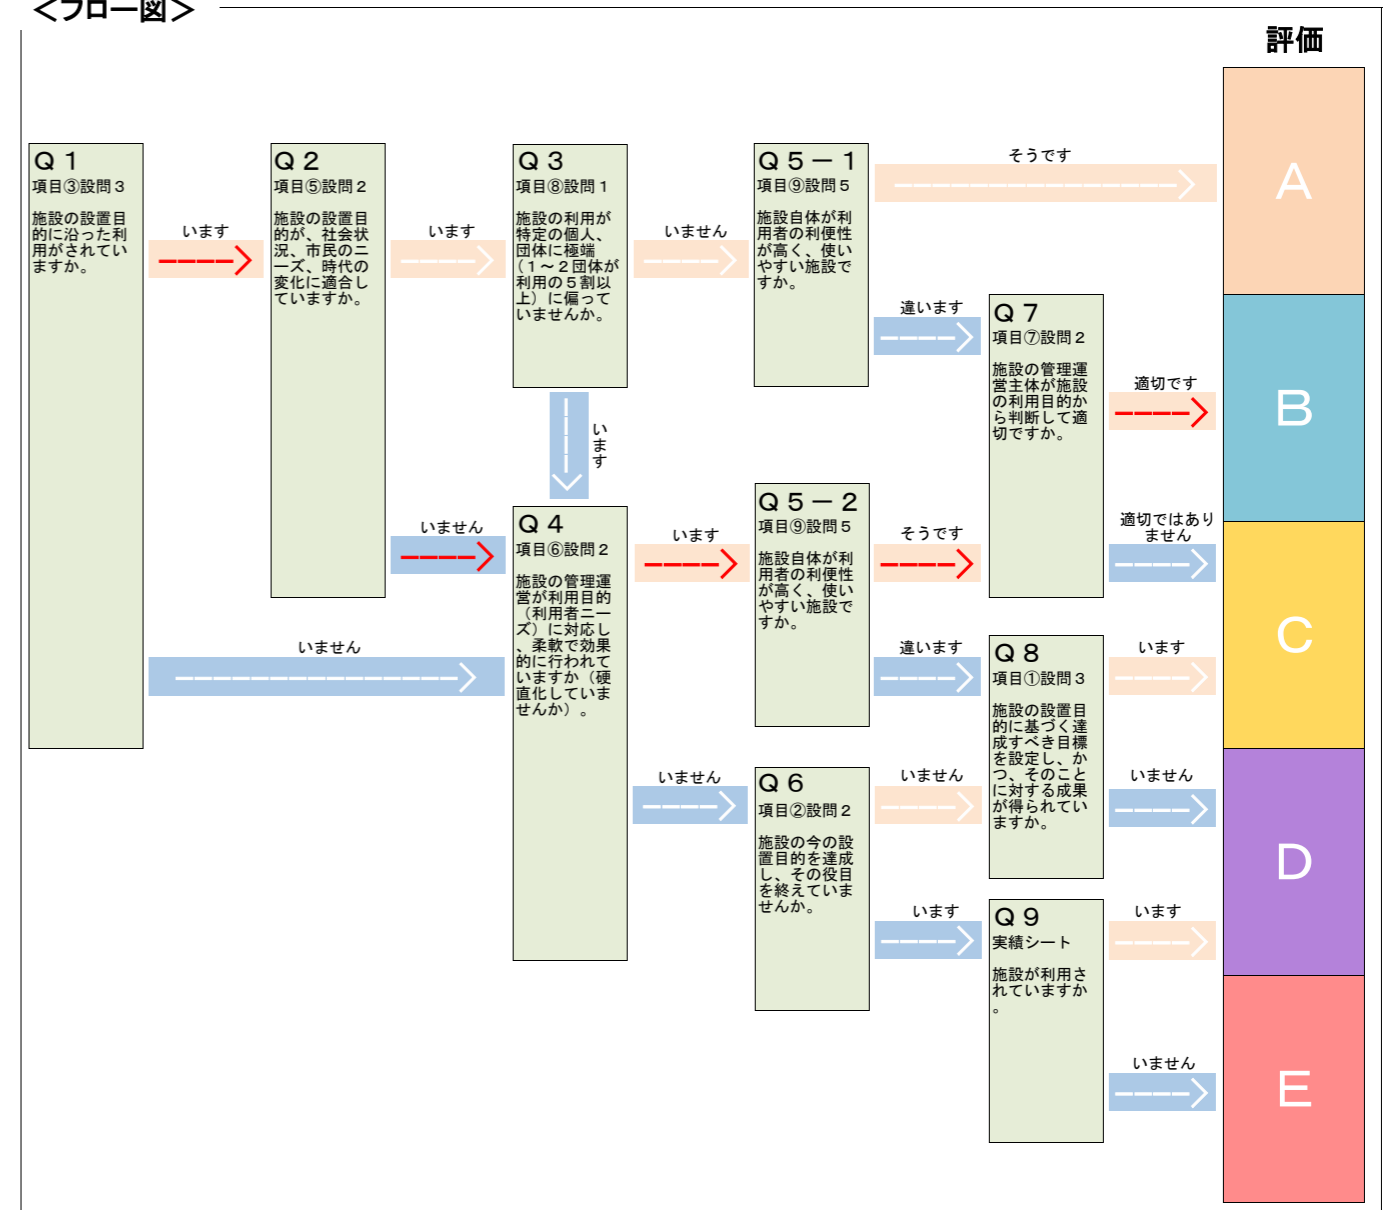 ＜フロー図＞
評価
Ｑ１
項目③設問３
施設の設置目
的に沿った利
用がされてい
ますか。
います
いません
Ｑ２
項目⑤設問２
施設の設置目
的が、社会状
況、市民のニ
ーズ、時代の
変化に適合し
ていますか。
います
いません
Ｑ３
項目⑧設問１
施設の利用が
特定の個人、
団体に極端
（１～２団体が
利用の５割以
上）に偏って
いませんか。
いません
います
Ｑ４
項目⑥設問２
施設の管理運
営が利用目的
（利用者ニー
ズ）に対応し
、柔軟で効果
的に行われて
いますか（硬
直化していま
せんか）。
います
いません
Ｑ５－１
項目⑨設問５
施設自体が利
用者の利便性
が高く、使い
やすい施設で
すか。
そうです
違います
Ｑ５－２
項目⑨設問５
施設自体が利
用者の利便性
が高く、使い
やすい施設で
すか。
そうです
違います
Ｑ６
項目②設問２
施設の今の設
置目的を達成
し、その役目
を終えていま
せんか。
いません
います
Ｑ７
項目⑦設問２
施設の管理運
営主体が施設
の利用目的か
ら判断して適
切ですか。
適切です
適切ではあり
ません
Ｑ８
項目①設問３
施設の設置目
的に基づく達
成すべき目標
を設定し、か
つ、そのこと
に対する成果
が得られてい
ますか。
います
いません
Ｑ９
実績シート
施設が利用さ
れていますか
。
います
いません
Ａ
Ｂ
Ｃ
Ｄ
Ｅ